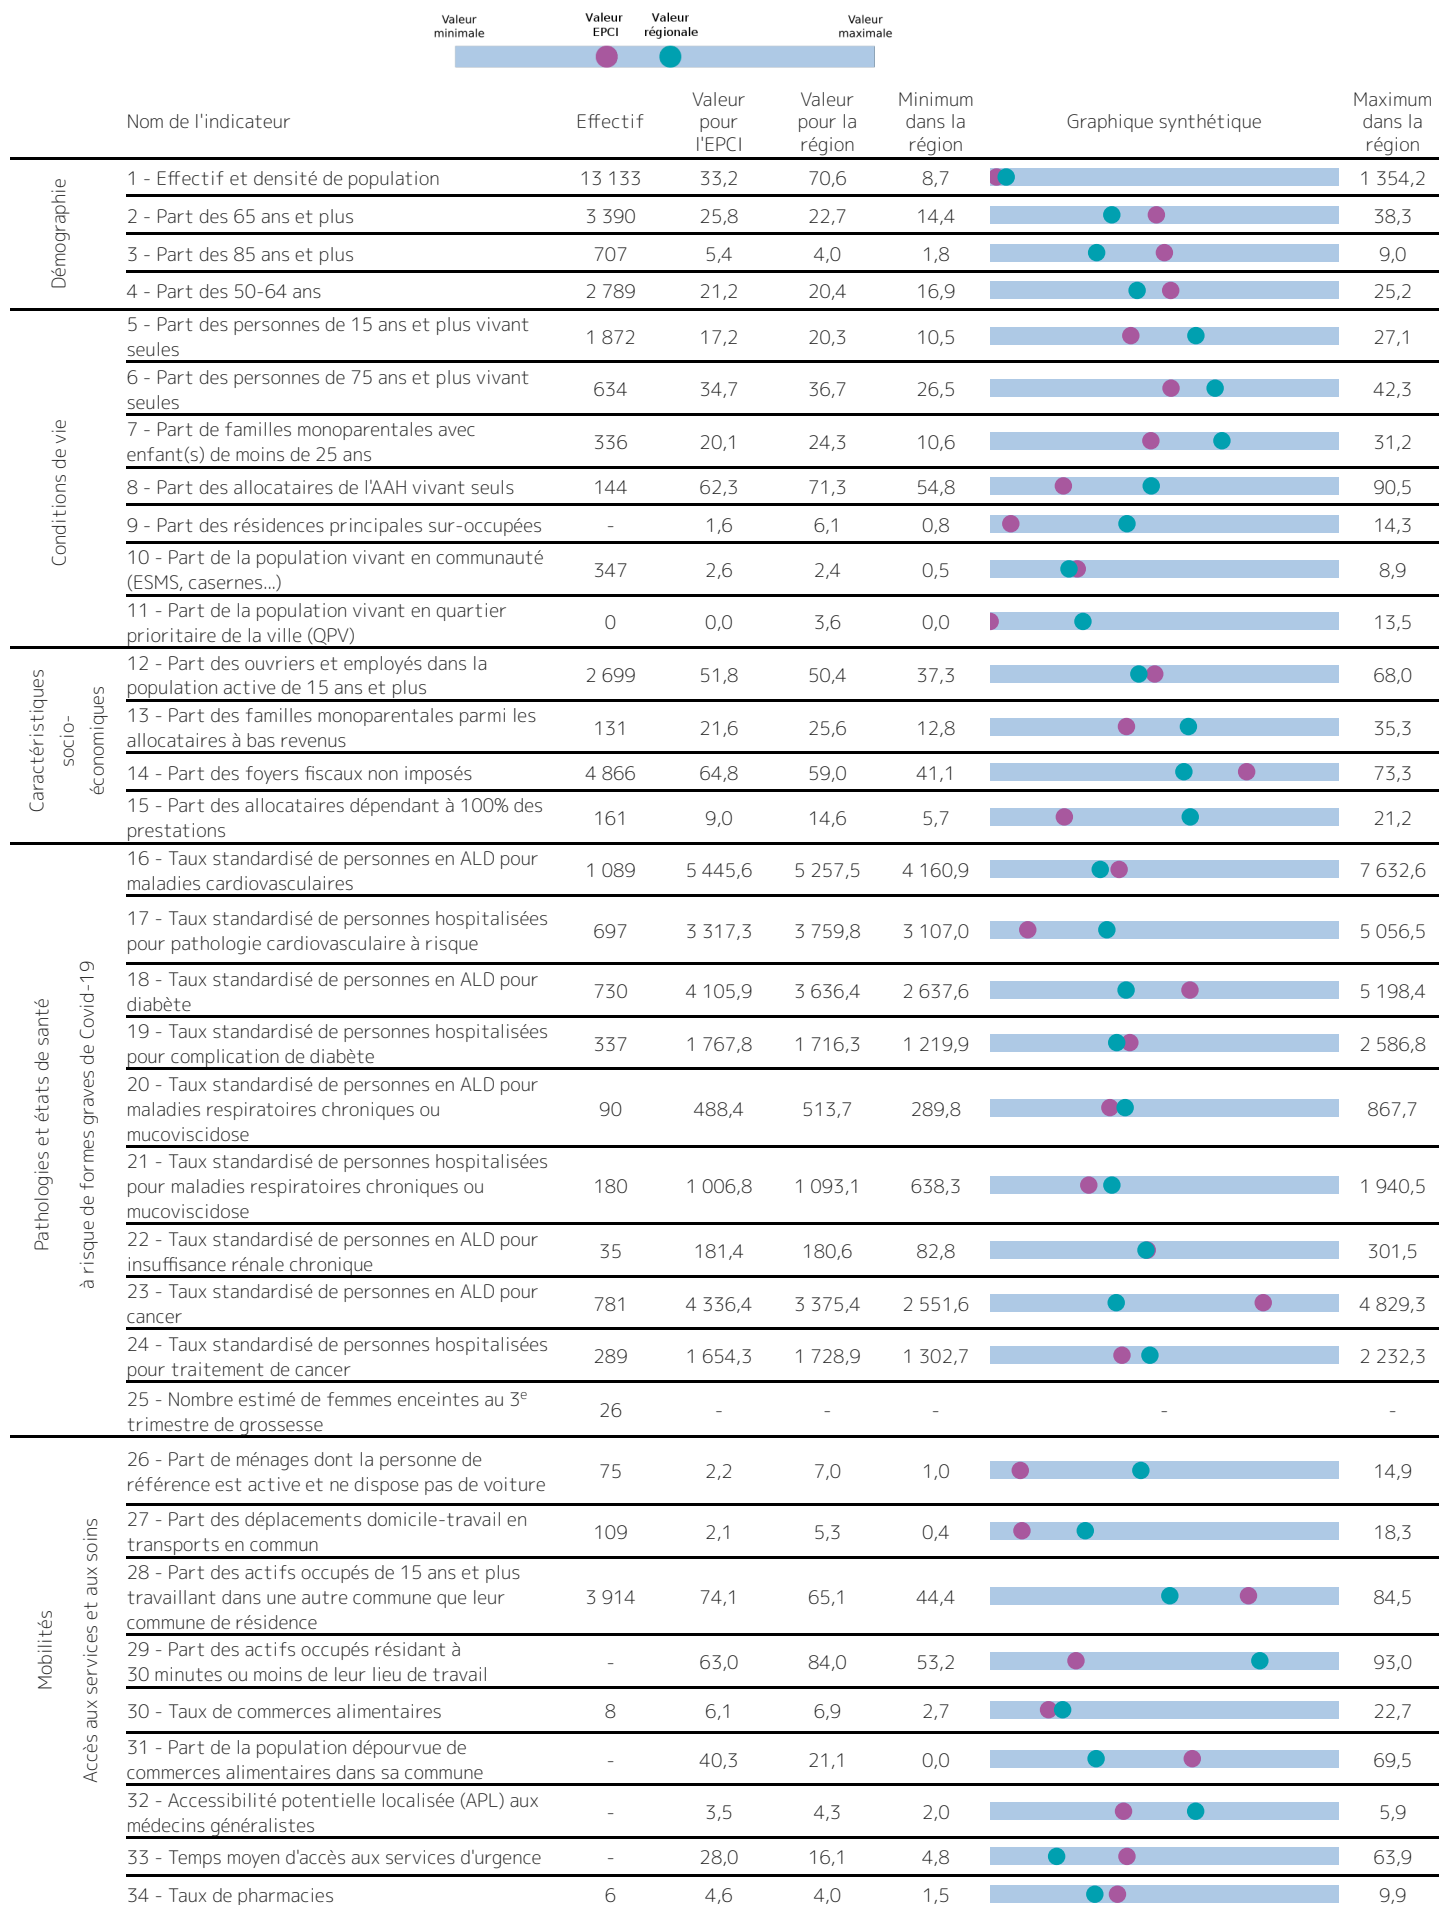 Valeur minimale
Valeur EPCI
Valeur régionale
Valeur maximale
Nom de l'indicateur
Effectif
Valeur pour l'EPCI
Valeur pour la région
Minimum dans la région
Graphique synthétique
Maximum dans la région
Démographie
1 - Effectif et densité de population 13 133 33,2 70,6 8,7 1 354,2
2 - Part des 65 ans et plus 3 390 25,8 22,7 14,4 38,3
3 - Part des 85 ans et plus 707 5,4 4,0 1,8 9,0
4 - Part des 50-64 ans 2 789 21,2 20,4 16,9 25,2
Conditions de vie
5 - Part des personnes de 15 ans et plus vivant
seules 1 872 17,2 20,3 10,5 27,1
6 - Part des personnes de 75 ans et plus vivant
seules 634 34,7 36,7 26,5 42,3
7 - Part de familles monoparentales avec
enfant(s) de moins de 25 ans 336 20,1 24,3 10,6 31,2
8 - Part des allocataires de l'AAH vivant seuls 144 62,3 71,3 54,8 90,5
9 - Part des résidences principales sur-occupées - 1,6 6,1 0,8 14,3
10 - Part de la population vivant en communauté
(ESMS, casernes...) 347 2,6 2,4 0,5 8,9
11 - Part de la population vivant en quartier
prioritaire de la ville (QPV) 0 0,0 3,6 0,0 13,5
Caractéristiques
socio-
économiques
12 - Part des ouvriers et employés dans la
population active de 15 ans et plus 2 699 51,8 50,4 37,3 68,0
13 - Part des familles monoparentales parmi les
allocataires à bas revenus 131 21,6 25,6 12,8 35,3
14 - Part des foyers fiscaux non imposés 4 866 64,8 59,0 41,1 73,3
15 - Part des allocataires dépendant à 100% des
prestations 161 9,0 14,6 5,7 21,2
Pathologies et états de santé
à risque de formes graves de Covid-19
16 - Taux standardisé de personnes en ALD pour
maladies cardiovasculaires 1 089 5 445,6 5 257,5 4 160,9 7 632,6
17 - Taux standardisé de personnes hospitalisées
pour pathologie cardiovasculaire à risque 697 3 317,3 3 759,8 3 107,0 5 056,5
18 - Taux standardisé de personnes en ALD pour
diabète 730 4 105,9 3 636,4 2 637,6 5 198,4
19 - Taux standardisé de personnes hospitalisées
pour complication de diabète 337 1 767,8 1 716,3 1 219,9 2 586,8
20 - Taux standardisé de personnes en ALD pour
maladies respiratoires chroniques ou
mucoviscidose 90 488,4 513,7 289,8 867,7
21 - Taux standardisé de personnes hospitalisées
pour maladies respiratoires chroniques ou
mucoviscidose 180 1 006,8 1 093,1 638,3 1 940,5
22 - Taux standardisé de personnes en ALD pour
insuffisance rénale chronique 35 181,4 180,6 82,8 301,5
23 - Taux standardisé de personnes en ALD pour
cancer 781 4 336,4 3 375,4 2 551,6 4 829,3
24 - Taux standardisé de personnes hospitalisées
pour traitement de cancer 289 1 654,3 1 728,9 1 302,7 2 232,3
25 - Nombre estimé de femmes enceintes au 3e
trimestre de grossesse 26 - - - - -
Mobilités
Accès aux services et aux soins
26 - Part de ménages dont la personne de
référence est active et ne dispose pas de voiture 75 2,2 7,0 1,0 14,9
27 - Part des déplacements domicile-travail en
transports en commun 109 2,1 5,3 0,4 18,3
28 - Part des actifs occupés de 15 ans et plus
travaillant dans une autre commune que leur
commune de résidence 3 914 74,1 65,1 44,4 84,5
29 - Part des actifs occupés résidant à
30 minutes ou moins de leur lieu de travail - 63,0 84,0 53,2 93,0
30 - Taux de commerces alimentaires 8 6,1 6,9 2,7 22,7
31 - Part de la population dépourvue de
commerces alimentaires dans sa commune - 40,3 21,1 0,0 69,5
32 - Accessibilité potentielle localisée (APL) aux
médecins généralistes - 3,5 4,3 2,0 5,9
33 - Temps moyen d'accès aux services d'urgence - 28,0 16,1 4,8 63,9
34 - Taux de pharmacies 6 4,6 4,0 1,5 9,9